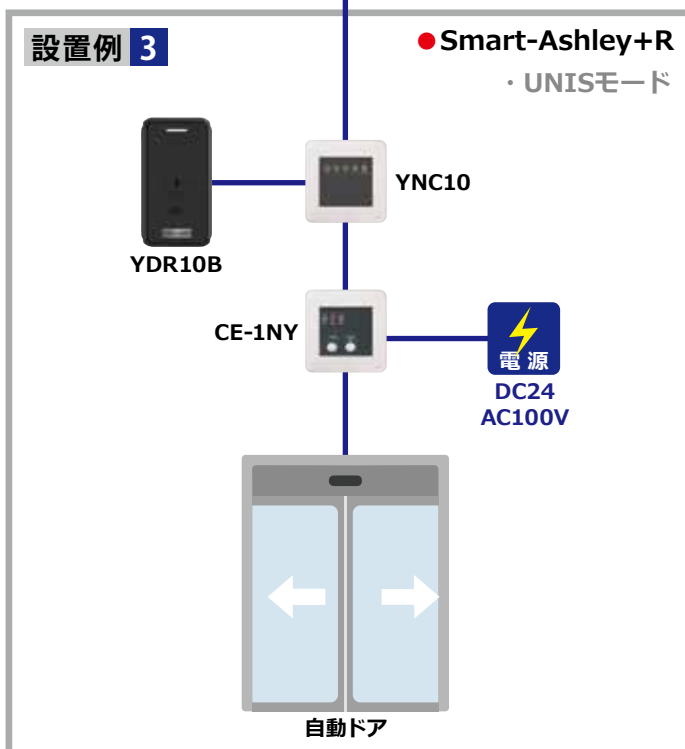 設置例 3
●Smart-Ashley+R
・UNISモード
YNC10
YDR10B
CE-1NY
電源
DC24
AC100V
自動ドア